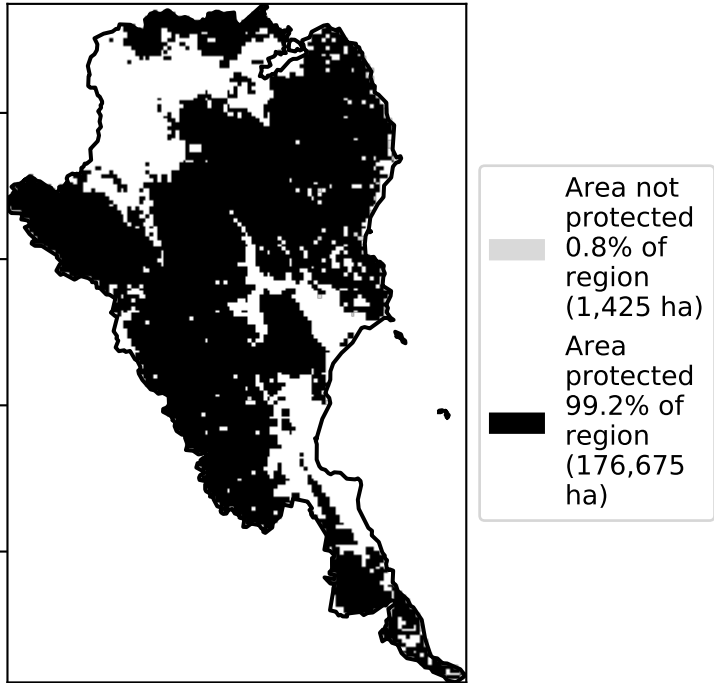 Area not
protected
0.8% of
region
(1,425 ha)
Area
protected
99.2% of
region
(176,675
ha)